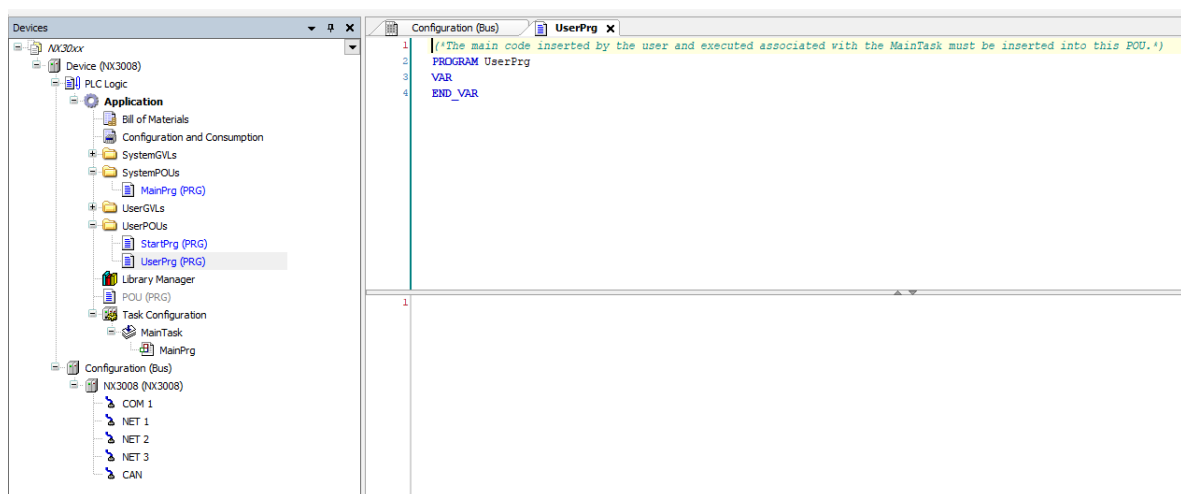 Devices
NX30xx
Device (NX3008)
PLC Logic
Application
Bill of Materials
Configuration and Consumption
SystemGVLs
SystemPOUs
MainPrg (PRG)
UserGVLs
UserPOUs
StartPrg (PRG)
UserPrg (PRG)
Library Manager
POU (PRG)
Task Configuration
MainTask
MainPrg
Configuration (Bus)
NX3008 (NX3008)
COM 1
NET 1
NET 2
NET 3
CAN
Configuration (Bus) UserPrg
1 (*The main code inserted by the user and executed associated with the MainTask must be inserted into this POU.*)
2 PROGRAM UserPrg
3 VAR
4 END_VAR
1